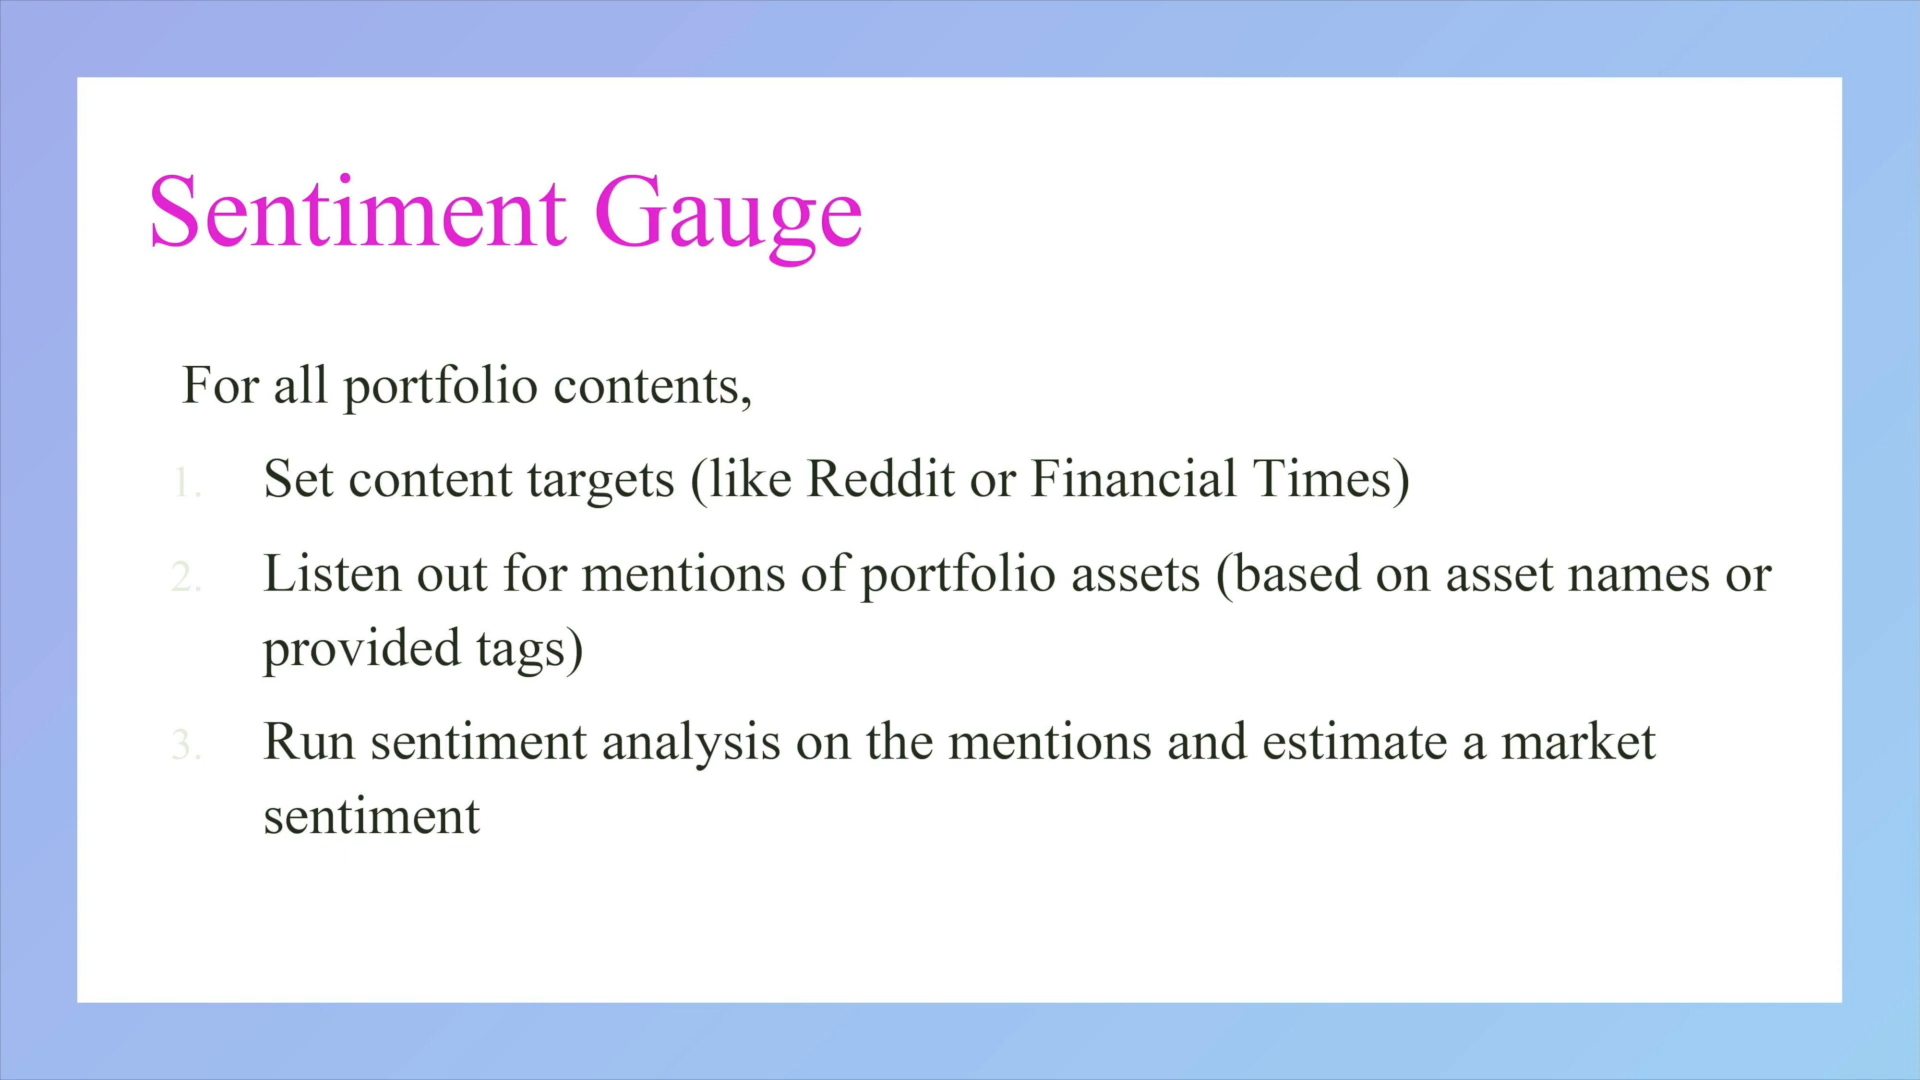 Sentiment Gauge
For all portfolio contents,
1. Set content targets (like Reddit or Financial Times)
2. Listen out for mentions of portfolio assets (based on asset names or
provided tags)
3. Run sentiment analysis on the mentions and estimate a market
sentiment